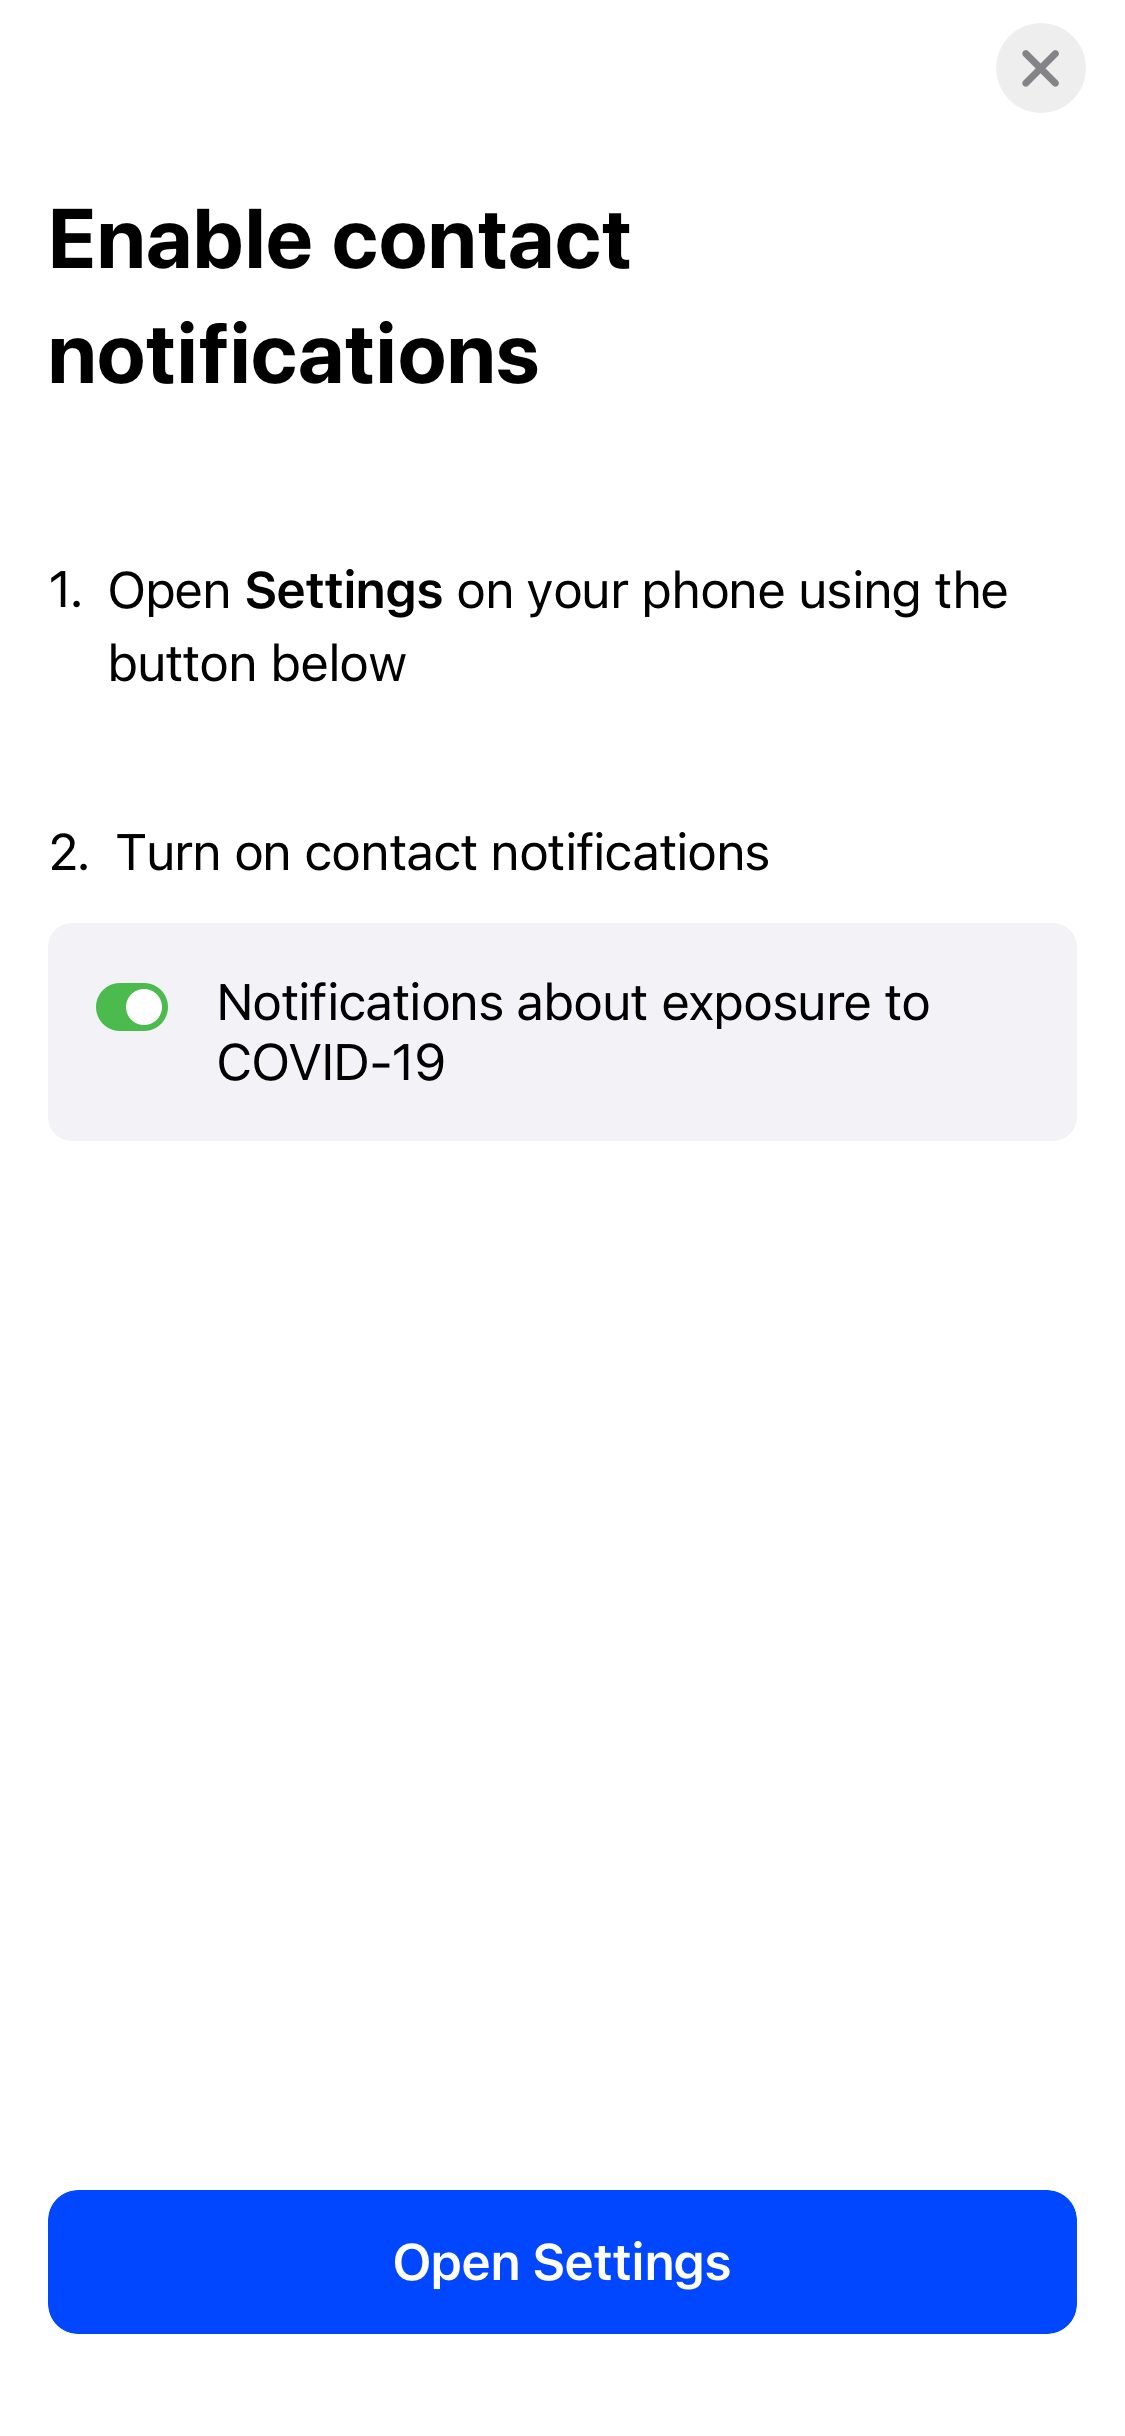 Enable contact
notifications
1. Open Settings on your phone using the
button below
2. Turn on contact notifications
Notifications about exposure to
COVID-19
Open Settings